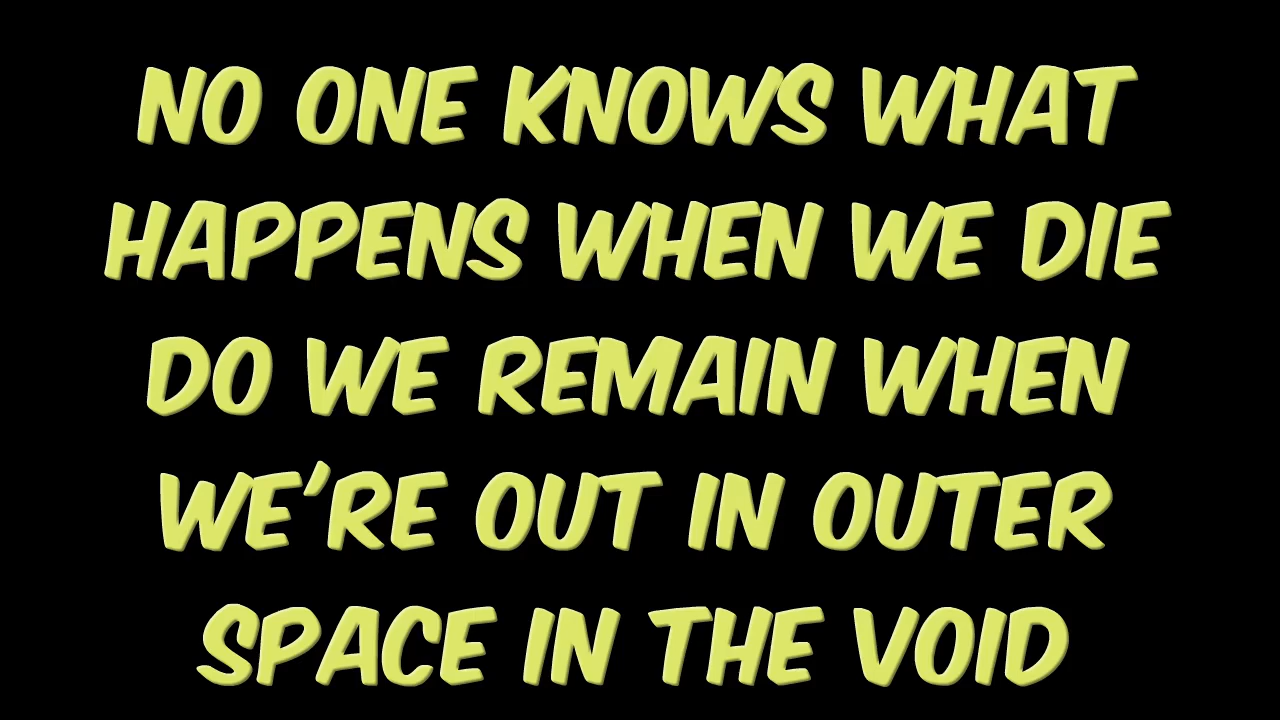 NO ONE KNOWS WHAT
HAPPENS WHEN WE DIE
DO WE REMAIN WHEN
WE'RE OUT IN OUTER
SPACE IN THE VOID